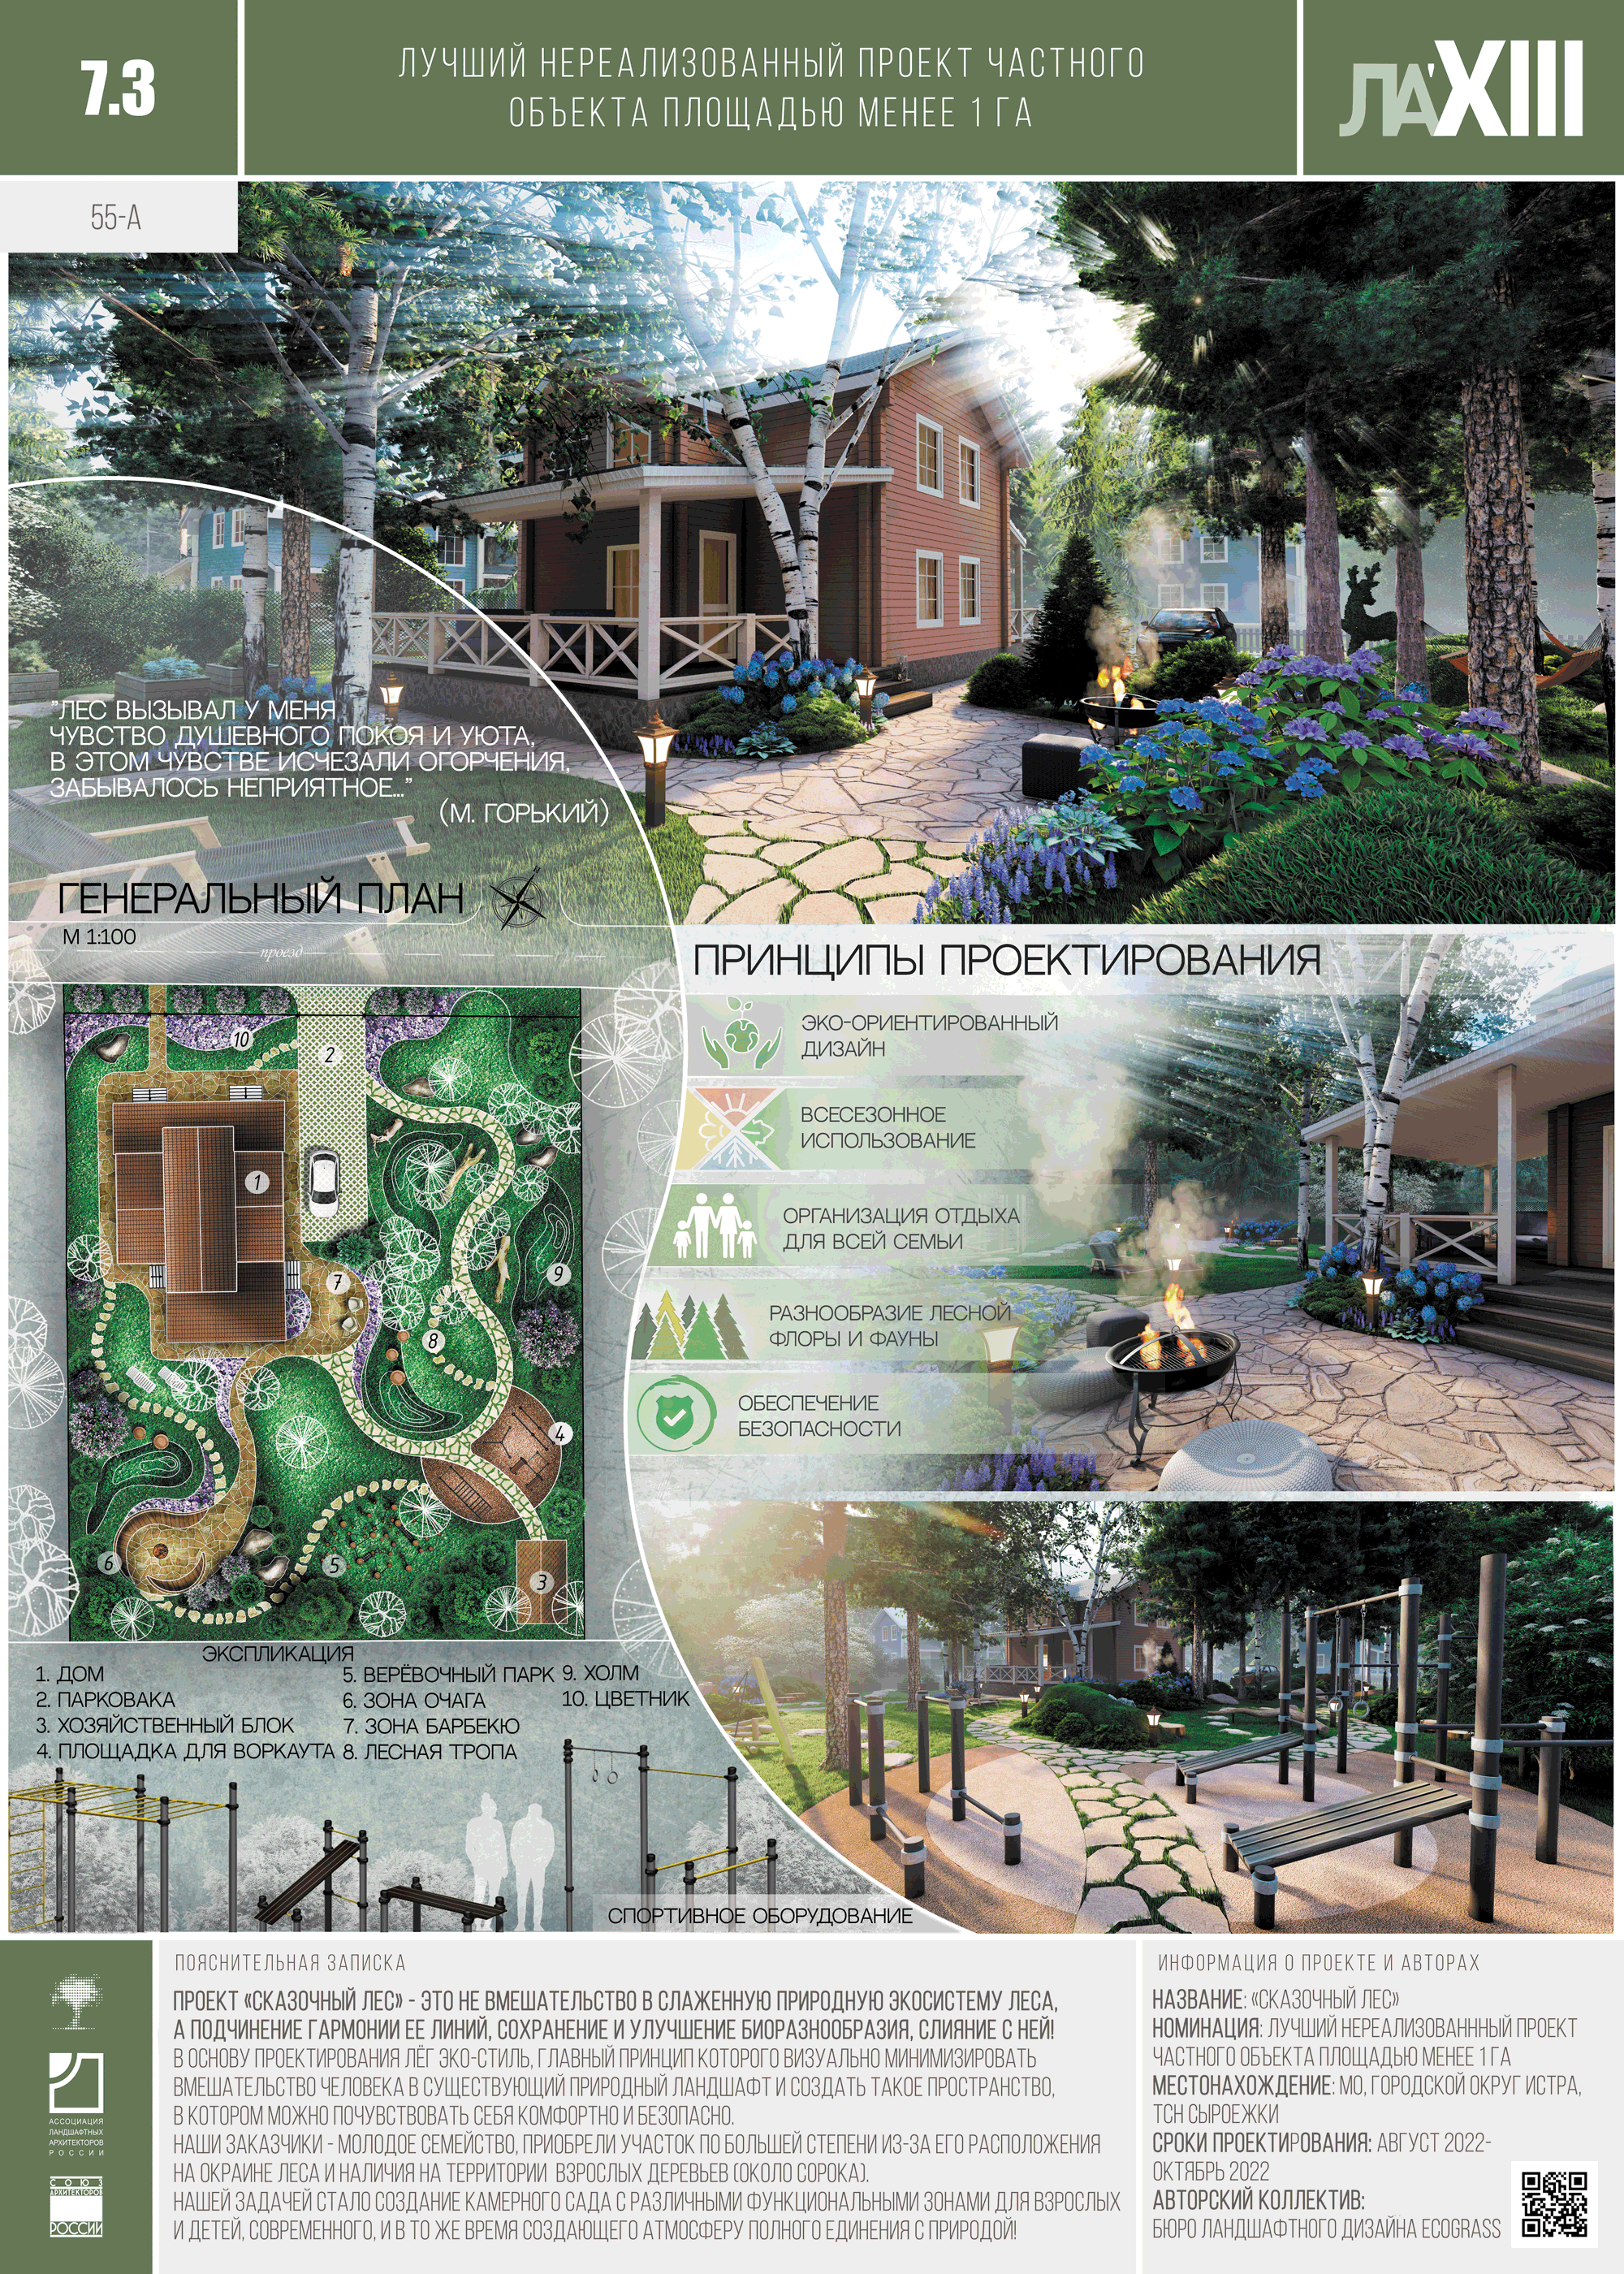 7.3
ЛУЧШИЙ НЕРЕАЛИЗОВАННЫЙ ПРОЕКТ ЧАСТНОГО
ОБЪЕКТА ПЛОЩАДЬЮ МЕНЕЕ 1 ГА
ЛА'XIII
55-А
"ЛЕС ВЫЗЫВАЛ У МЕНЯ
ЧУВСТВО ДУШЕВНОГО ПОКОЯ И УЮТА,
В ЭТОМ ЧУВСТВЕ ИСЧЕЗАЛИ ОГОРЧЕНИЯ,
ЗАБЫВАЛОСЬ НЕПРИЯТНОЕ..."
(М. ГОРЬКИЙ)
ГЕНЕРАЛЬНЫЙ ПЛАН
М 1:100
проезд
10
2
1
9
7
8
4
6
5
3
ЭКСПЛИКАЦИЯ
1. ДОМ
2. ПАРКОВАКА
3. ХОЗЯЙСТВЕННЫЙ БЛОК
4. ПЛОЩАДКА ДЛЯ ВОРКАУТА
5. ВЕРЁВОЧНЫЙ ПАРК
6. ЗОНА ОЧАГА
7. ЗОНА БАРБЕКЮ
8. ЛЕСНАЯ ТРОПА
9. ХОЛМ
10. ЦВЕТНИК
ПРИНЦИПЫ ПРОЕКТИРОВАНИЯ
ЭКО-ОРИЕНТИРОВАННЫЙ
ДИЗАЙН
ВСЕСЕЗОННОЕ
ИСПОЛЬЗОВАНИЕ
ОРГАНИЗАЦИЯ ОТДЫХА
ДЛЯ ВСЕЙ СЕМЬИ
РАЗНООБРАЗИЕ ЛЕСНОЙ
ФЛОРЫ И ФАУНЫ
ОБЕСПЕЧЕНИЕ
БЕЗОПАСНОСТИ
СПОРТИВНОЕ ОБОРУДОВАНИЕ
АССОЦИАЦИЯ
ЛАНДШАФТНЫХ
АРХИТЕКТОРОВ
РОССИИ
СОЮЗ
АРХИТЕКТОРОВ
РОССИИ
ПОЯСНИТЕЛЬНАЯ ЗАПИСКА
ПРОЕКТ «СКАЗОЧНЫЙ ЛЕС» - ЭТО НЕ ВМЕШАТЕЛЬСТВО В СЛАЖЕННУЮ ПРИРОДНУЮ ЭКОСИСТЕМУ ЛЕСА,
А ПОДЧИНЕНИЕ ГАРМОНИИ ЕЕ ЛИНИЙ, СОХРАНЕНИЕ И УЛУЧШЕНИЕ БИОРАЗНООБРАЗИЯ, СЛИЯНИЕ С НЕЙ!
В ОСНОВУ ПРОЕКТИРОВАНИЯ ЛЁГ ЭКО-СТИЛЬ, ГЛАВНЫЙ ПРИНЦИП КОТОРОГО ВИЗУАЛЬНО МИНИМИЗИРОВАТЬ
ВМЕШАТЕЛЬСТВО ЧЕЛОВЕКА В СУЩЕСТВУЮЩИЙ ПРИРОДНЫЙ ЛАНДШАФТ И СОЗДАТЬ ТАКОЕ ПРОСТРАНСТВО,
В КОТОРОМ МОЖНО ПОЧУВСТВОВАТЬ СЕБЯ КОМФОРТНО И БЕЗОПАСНО.
НАШИ ЗАКАЗЧИКИ - МОЛОДОЕ СЕМЕЙСТВО, ПРИОБРЕЛИ УЧАСТОК ПО БОЛЬШЕЙ СТЕПЕНИ ИЗ-ЗА ЕГО РАСПОЛОЖЕНИЯ
НА ОКРАИНЕ ЛЕСА И НАЛИЧИЯ НА ТЕРРИТОРИИ ВЗРОСЛЫХ ДЕРЕВЬЕВ (ОКОЛО СОРОКА).
НАШЕЙ ЗАДАЧЕЙ СТАЛО СОЗДАНИЕ КАМЕРНОГО САДА С РАЗЛИЧНЫМИ ФУНКЦИОНАЛЬНЫМИ ЗОНАМИ ДЛЯ ВЗРОСЛЫХ
И ДЕТЕЙ, СОВРЕМЕННОГО, И В ТО ЖЕ ВРЕМЯ СОЗДАЮЩЕГО АТМОСФЕРУ ПОЛНОГО ЕДИНЕНИЯ С ПРИРОДОЙ!
ИНФОРМАЦИЯ О ПРОЕКТЕ И АВТОРАХ
НАЗВАНИЕ: «СКАЗОЧНЫЙ ЛЕС»
НОМИНАЦИЯ: ЛУЧШИЙ НЕРЕАЛИЗОВАНННЫЙ ПРОЕКТ
ЧАСТНОГО ОБЪЕКТА ПЛОЩАДЬЮ МЕНЕЕ 1 ГА
МЕСТОНАХОЖДЕНИЕ: МО, ГОРОДСКОЙ ОКРУГ ИСТРА,
ТСН СЫРОЕЖКИ
СРОКИ ПРОЕКТИРОВАНИЯ: АВГУСТ 2022-
ОКТЯБРЬ 2022
АВТОРСКИЙ КОЛЛЕКТИВ:
БЮРО ЛАНДШАФТНОГО ДИЗАЙНА ECOGRASS